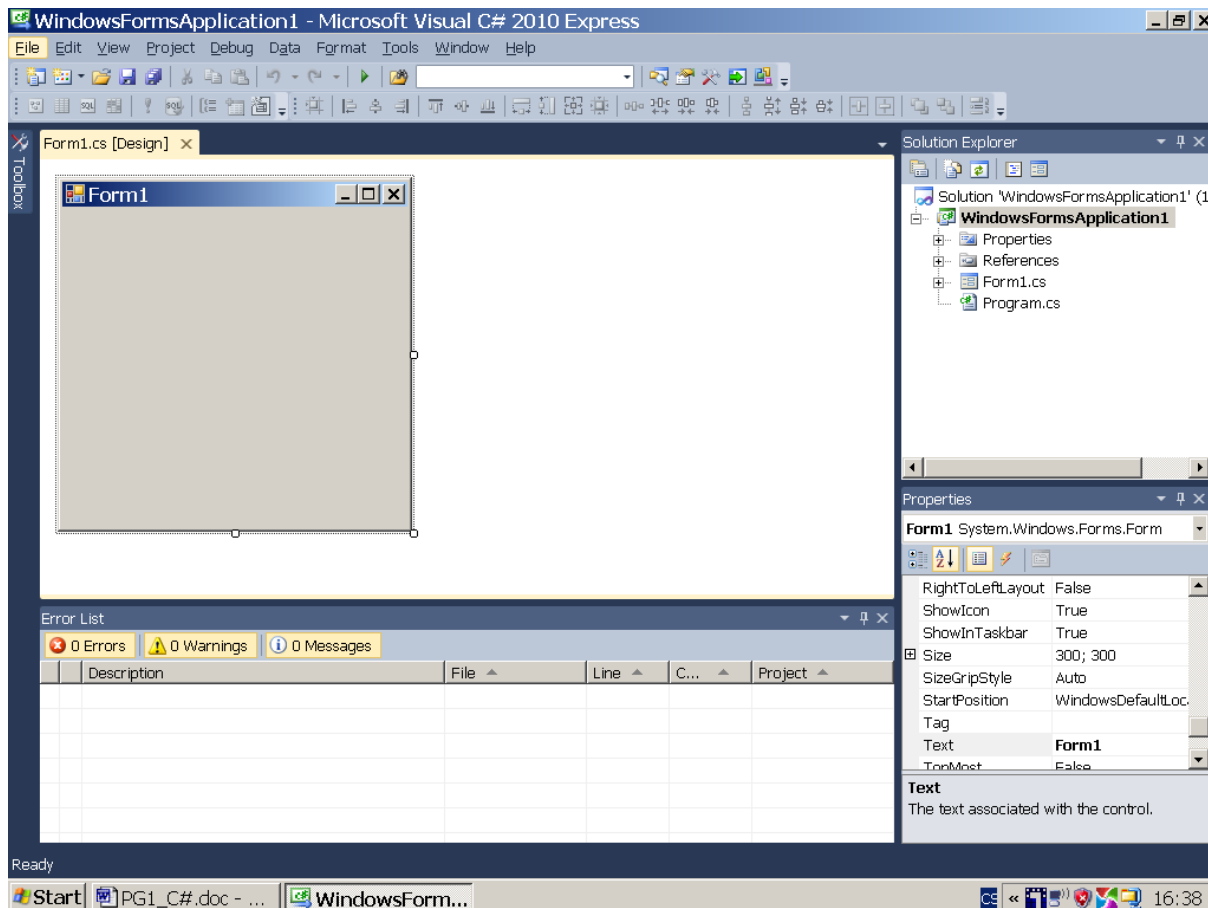 WindowsFormsApplication1 - Microsoft Visual C# 2010 Express
File Edit View Project Debug Data Format Tools Window Help
Toolbox
Form1.cs [Design]
Form1
Solution Explorer
Solution 'WindowsFormsApplication1' (1
WindowsFormsApplication1
Properties
References
Form1.cs
Program.cs
Properties
Form1 System.Windows.Forms.Form
RightToLeftLayout False
ShowIcon True
ShowInTaskbar True
Size 300; 300
SizeGripStyle Auto
StartPosition WindowsDefaultLoc
Tag
Text Form1
TopMost False
Text
The text associated with the control.
Error List
0 Errors 0 Warnings 0 Messages
Description File Line C... Project
Ready
Start PG1_C#.doc - ... WindowsForm... CS « 16:38